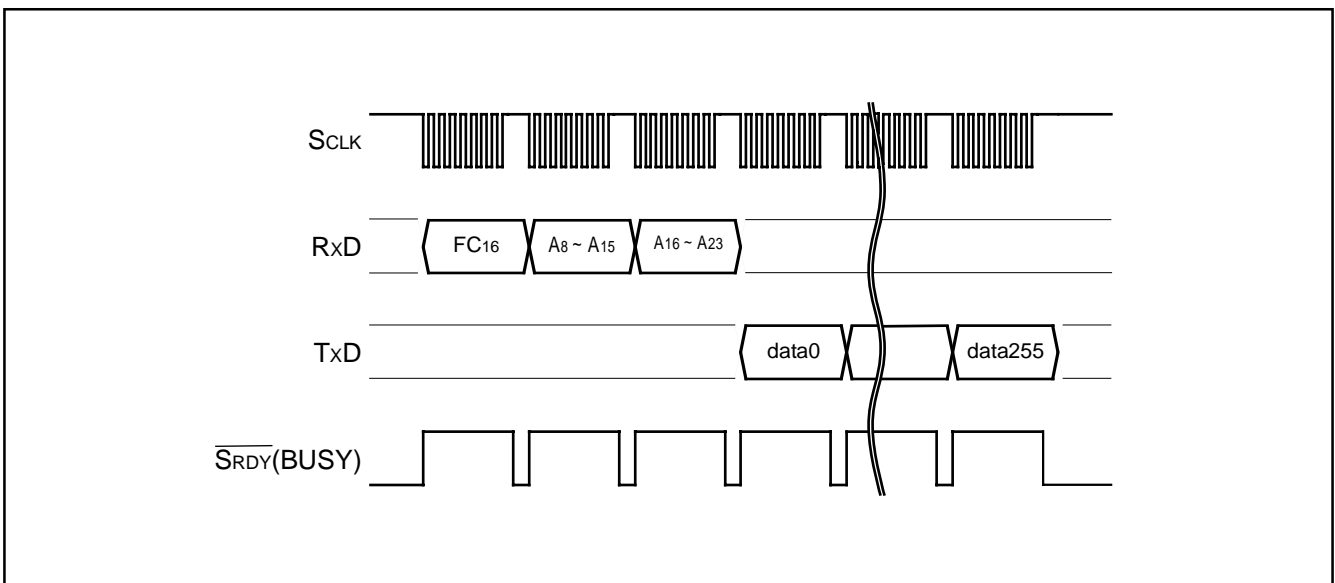 SCLK
RxD
FC16
A8 ~ A15
A16 ~ A23
TxD
data0
data255
SRDY(BUSY)